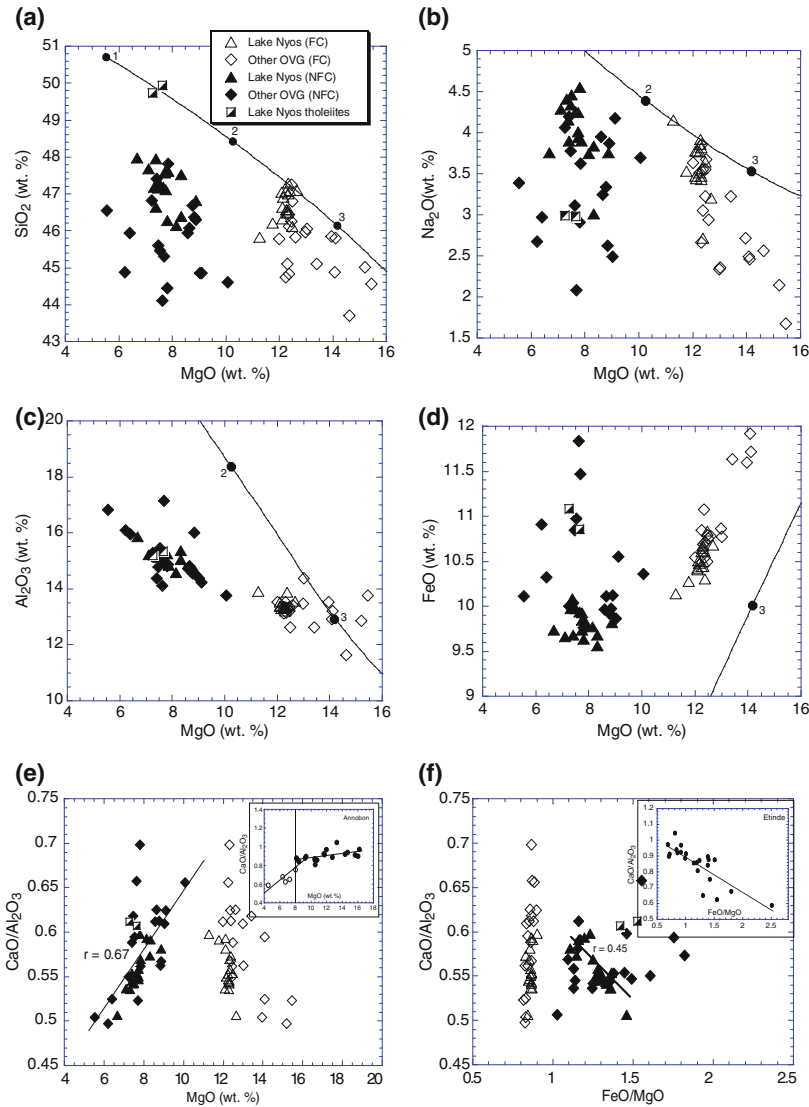 (a)
51
50
49
48
47
46
45
44
43
SiO2 (wt. %)
1
2
3
Lake Nyos (FC)
Other OVG (FC)
Lake Nyos (NFC)
Other OVG (NFC)
Lake Nyos tholeiites
4 6 8 10 12 14 16
MgO (wt. %)
(b)
5
4.5
4
3.5
3
2.5
2
1.5
Na2O(wt. %)
2
3
4 6 8 10 12 14 16
MgO (wt. %)
(c)
20
18
16
14
12
10
Al2O3 (wt. %)
2
3
4 6 8 10 12 14 16
MgO (wt. %)
(d)
12
11.5
11
10.5
10
9.5
9
FeO (wt. %)
3
4 6 8 10 12 14 16
MgO (wt. %)
(e)
0.75
0.7
0.65
0.6
0.55
0.5
0.45
CaO/Al2O3
r = 0.67
1.4
1.2
1
0.8
0.6
0.4
CaO/Al2O3
Annobon
4 6 8 10 12 14 16 18
MgO (wt.%)
4 6 8 10 12 14 16 18 20
MgO (wt. %)
(f)
0.75
0.7
0.65
0.6
0.55
0.5
0.45
CaO/Al2O3
r = 0.45
1.2
1.1
1
0.9
0.8
0.7
0.6
0.5
CaO/Al2O3
Etinde
0.5 1 1.5 2 2.5
FeO/MgO
0.5 1 1.5 2 2.5
FeO/MgO